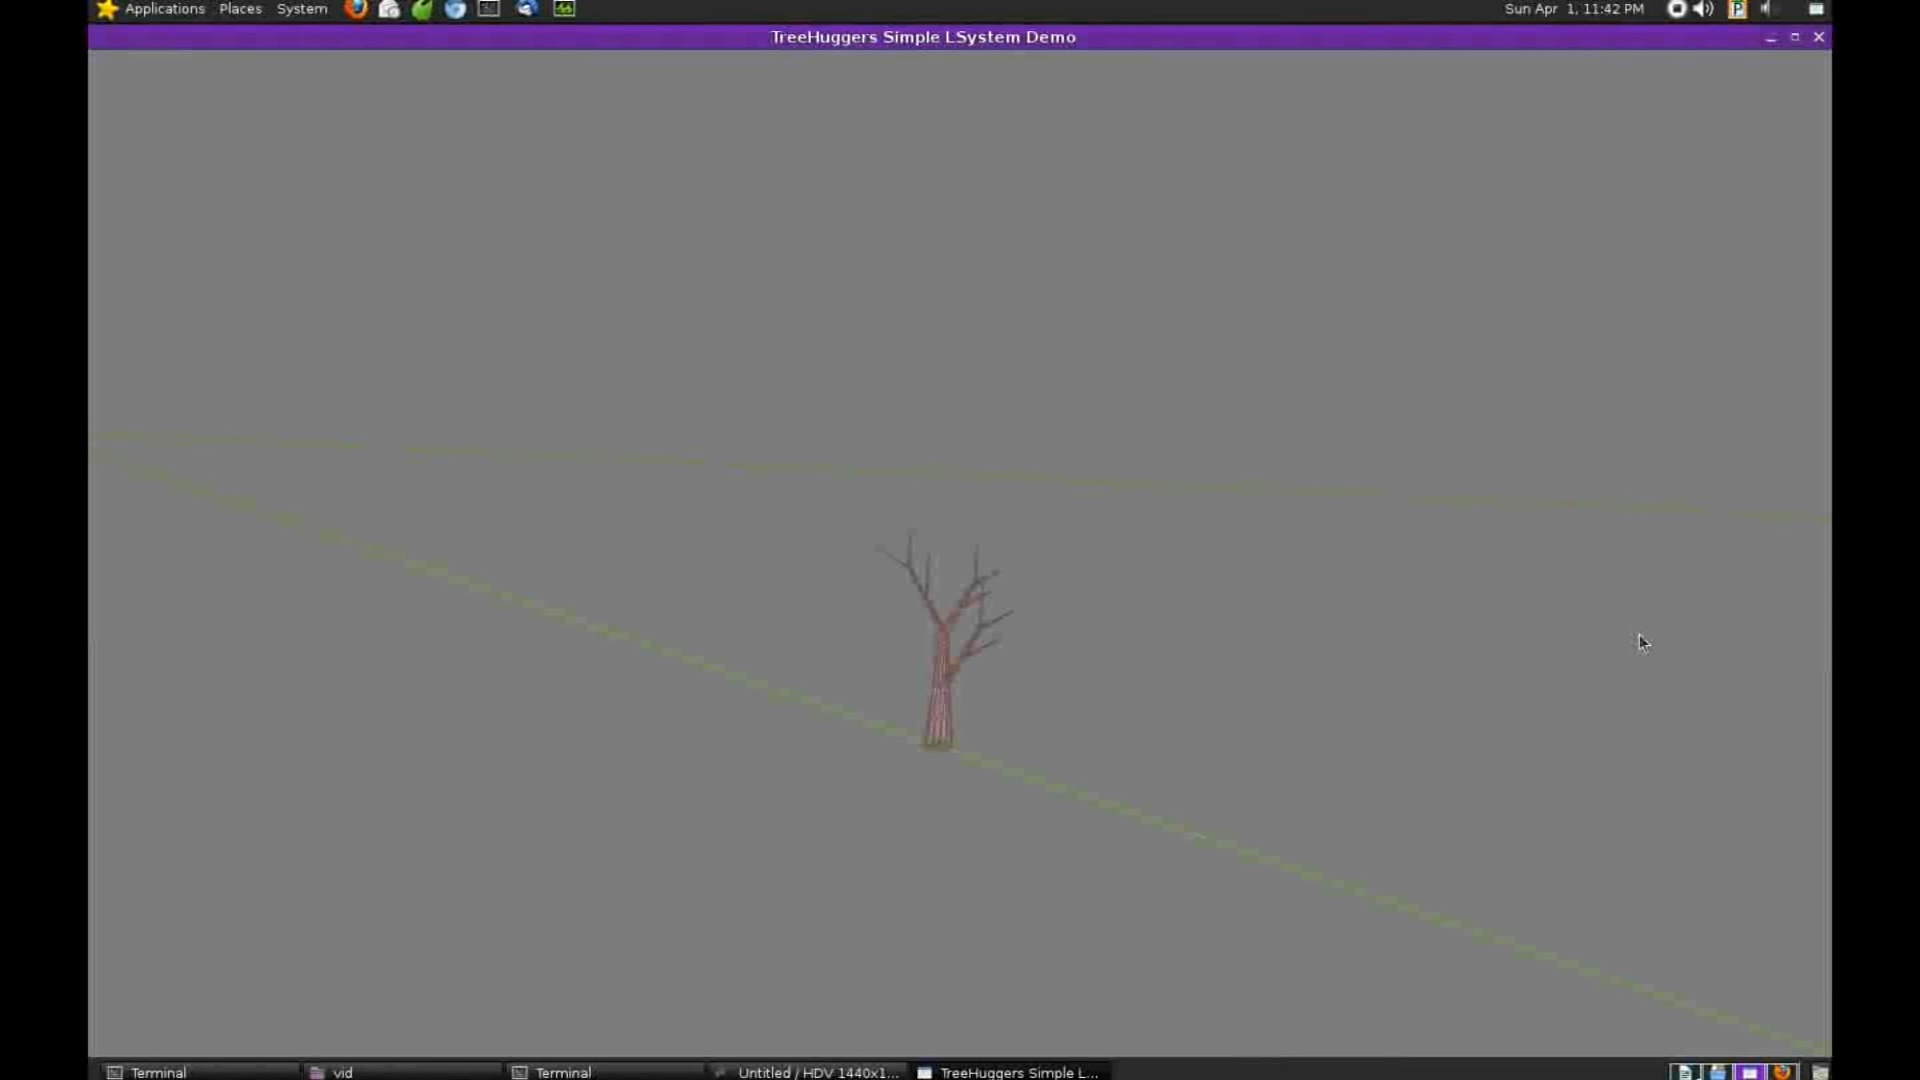 Applications Places System
Sun Apr 1, 11:42 PM
TreeHuggers Simple LSystem Demo
Terminal
vid
Terminal
Untitled / HDV 1440x1...
TreeHuggers Simple L...